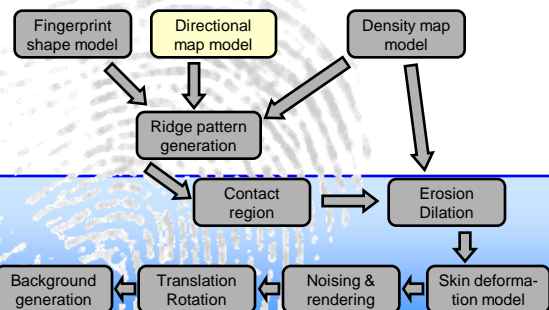 Fingerprint
shape model
Directional
map model
Density map
model
Ridge pattern
generation
Contact
region
Erosion
Dilation
Background
generation
Translation
Rotation
Noising &
rendering
Skin deforma-
tion model